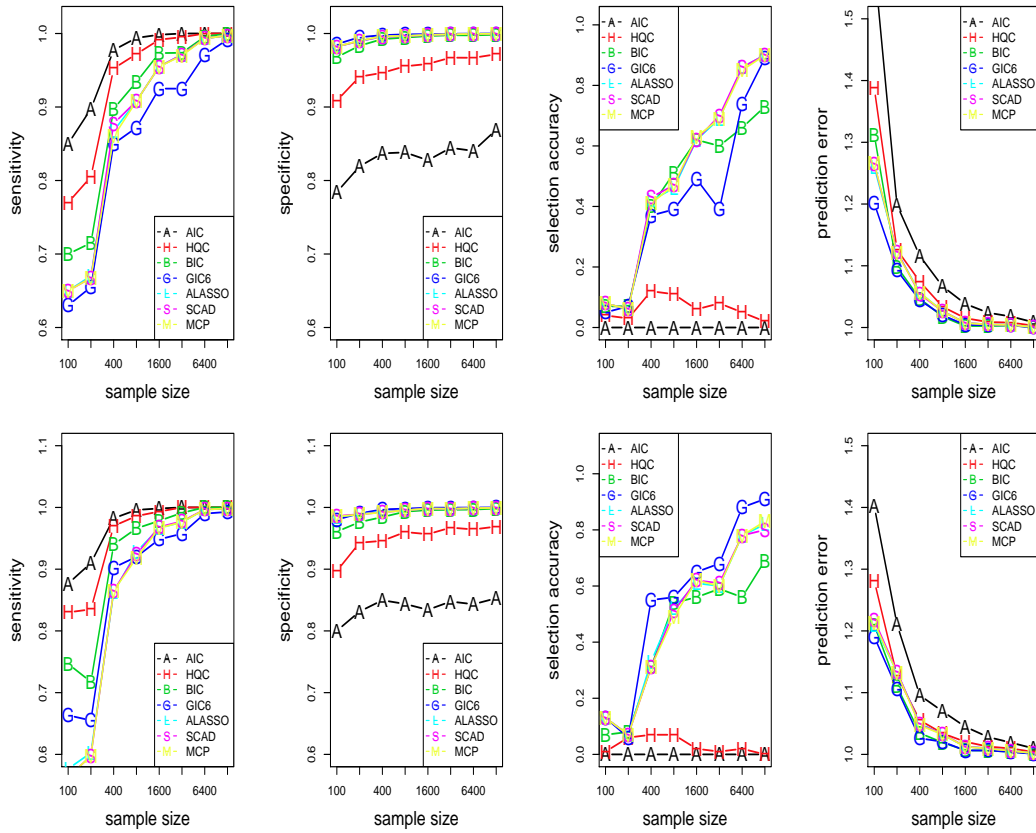 sensitivity
1.0
0.9
0.8
0.7
0.6
AIC
HQC
BIC
GIC6
ALASSO
SCAD
MCP
100 400 1600 6400
sample size
specificity
1.0
0.9
0.8
0.7
0.6
AIC
HQC
BIC
GIC6
ALASSO
SCAD
MCP
100 400 1600 6400
sample size
selection accuracy
1.0
0.8
0.6
0.4
0.2
0.0
AIC
HQC
BIC
GIC6
ALASSO
SCAD
MCP
100 400 1600 6400
sample size
prediction error
1.5
1.4
1.3
1.2
1.1
1.0
AIC
HQC
BIC
GIC6
ALASSO
SCAD
MCP
100 400 1600 6400
sample size
sensitivity
1.1
1.0
0.9
0.8
0.7
0.6
AIC
HQC
BIC
GIC6
ALASSO
SCAD
MCP
100 400 1600 6400
sample size
specificity
1.1
1.0
0.9
0.8
0.7
0.6
AIC
HQC
BIC
GIC6
ALASSO
SCAD
MCP
100 400 1600 6400
sample size
selection accuracy
1.0
0.8
0.6
0.4
0.2
0.0
AIC
HQC
BIC
GIC6
ALASSO
SCAD
MCP
100 400 1600 6400
sample size
prediction error
1.5
1.4
1.3
1.2
1.1
1.0
AIC
HQC
BIC
GIC6
ALASSO
SCAD
MCP
100 400 1600 6400
sample size